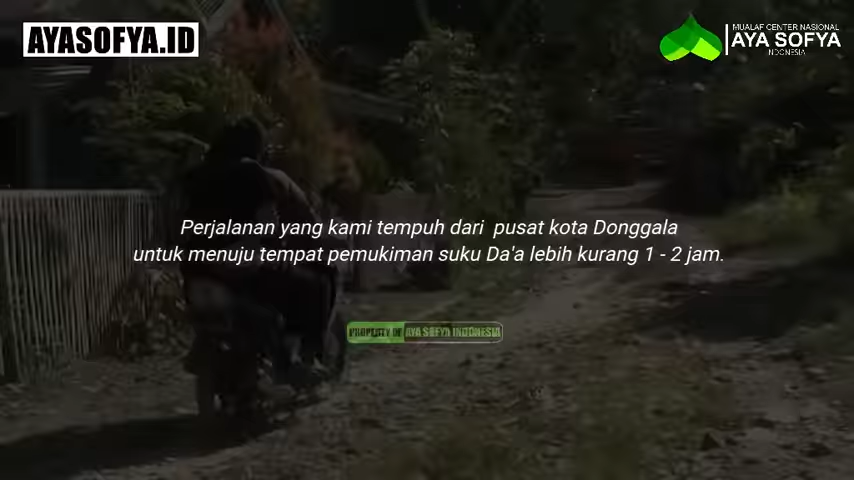 AYASOFYA.ID
MUALAF CENTER NASIONAL
AYA SOFYA
INDONESIA
Perjalanan yang kami tempuh dari pusat kota Donggala
untuk menuju tempat pemukiman suku Da'a lebih kurang 1 - 2 jam.
PROPERTY OF AYA SOFYA INDONESIA